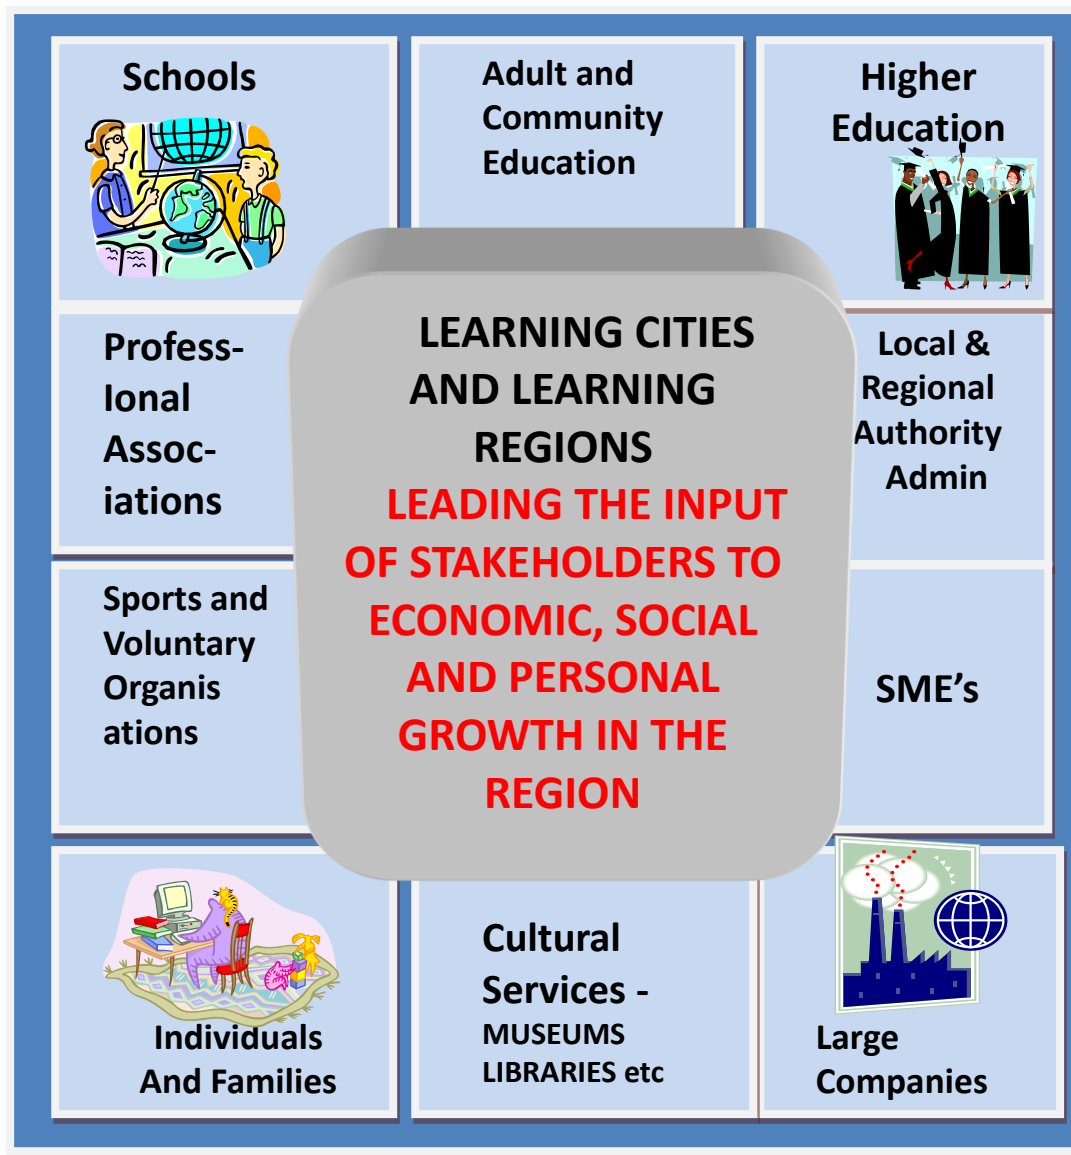 Schools
Adult and
Community
Education
Higher
Education
Profess-
Ional
Assoc-
iations
LEARNING CITIES
AND LEARNING
REGIONS
LEADING THE INPUT
OF STAKEHOLDERS TO
ECONOMIC, SOCIAL
AND PERSONAL
GROWTH IN THE
REGION
Local &
Regional
Authority
Admin
Sports and
Voluntary
Organis
ations
SME’s
Individuals
And Families
Cultural
Services -
MUSEUMS
LIBRARIES etc
Large
Companies